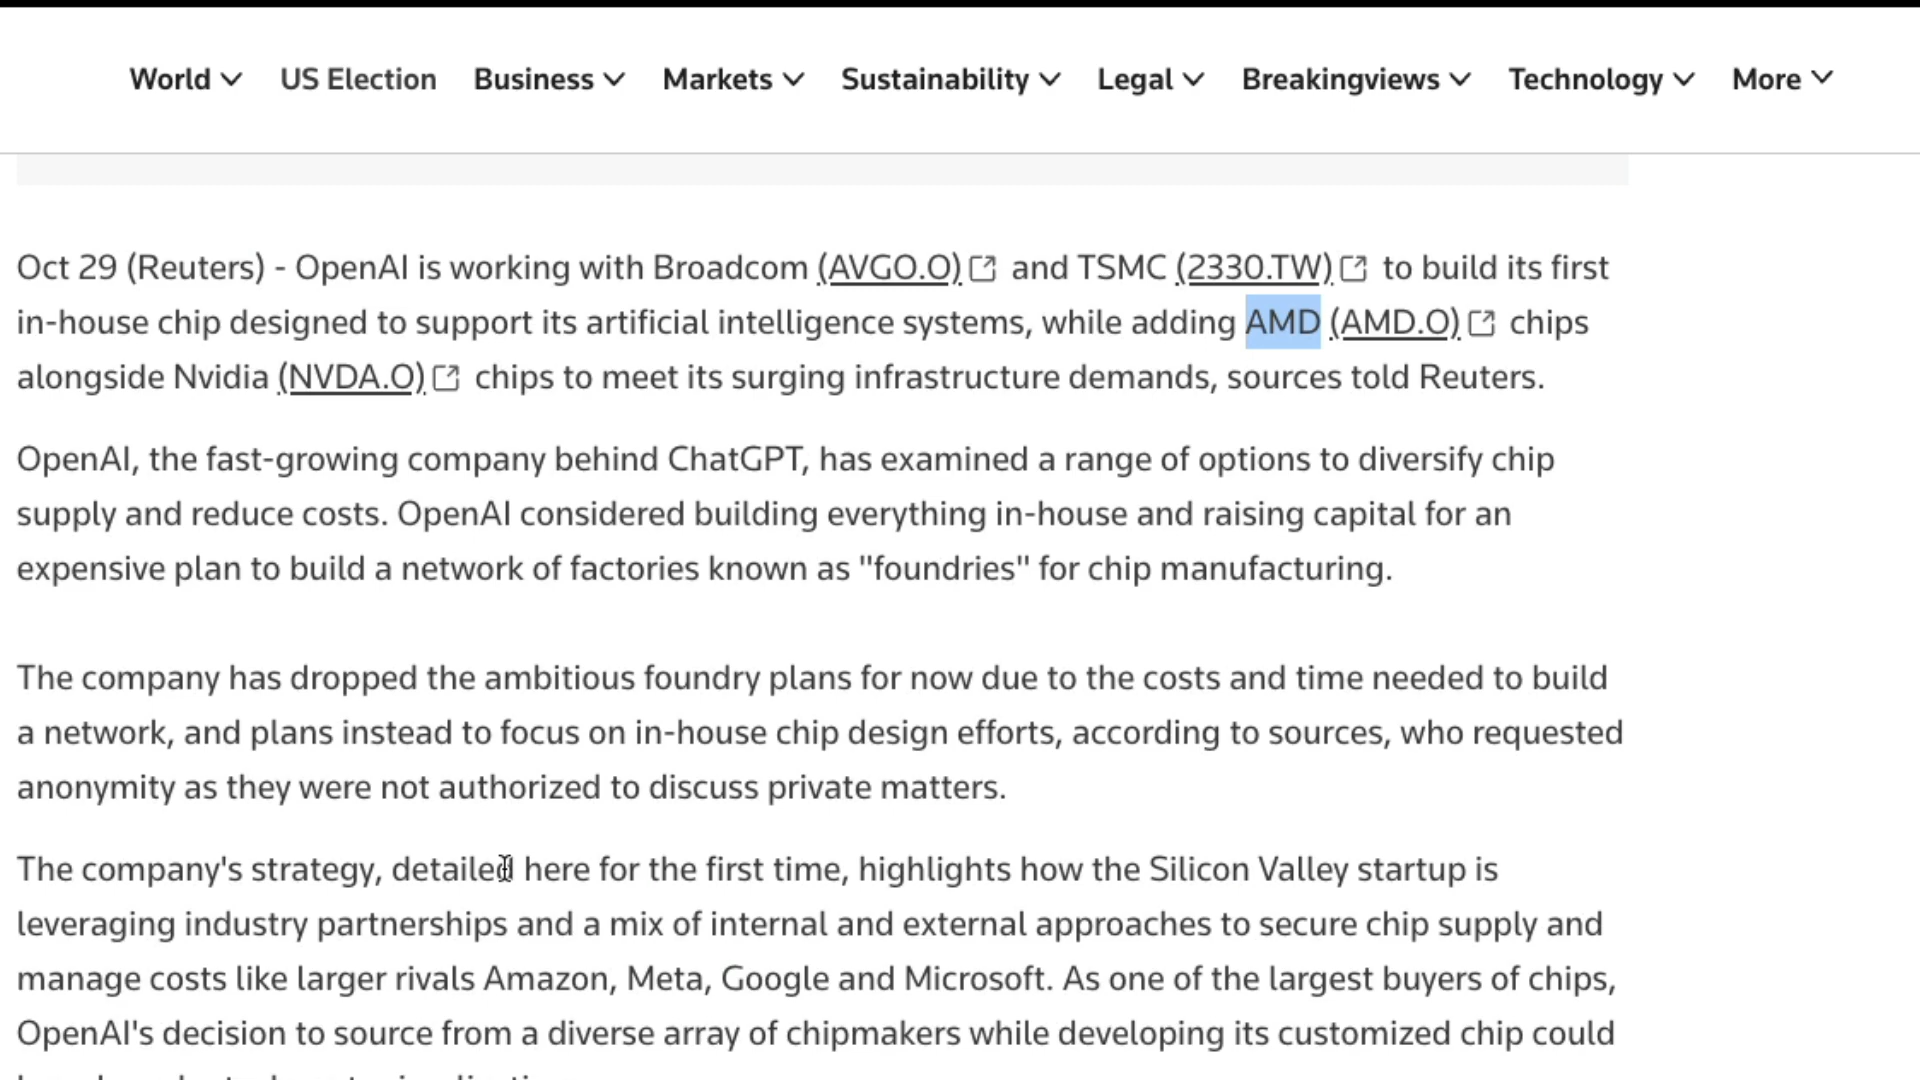 World US Election Business Markets Sustainability Legal Breakingviews Technology More
Oct 29 (Reuters) - OpenAI is working with Broadcom (AVGO.O) and TSMC (2330.TW) to build its first
in-house chip designed to support its artificial intelligence systems, while adding AMD (AMD.O) chips
alongside Nvidia (NVDA.O) chips to meet its surging infrastructure demands, sources told Reuters.
OpenAI, the fast-growing company behind ChatGPT, has examined a range of options to diversify chip
supply and reduce costs. OpenAI considered building everything in-house and raising capital for an
expensive plan to build a network of factories known as "foundries" for chip manufacturing.
The company has dropped the ambitious foundry plans for now due to the costs and time needed to build
a network, and plans instead to focus on in-house chip design efforts, according to sources, who requested
anonymity as they were not authorized to discuss private matters.
The company's strategy, detailed here for the first time, highlights how the Silicon Valley startup is
leveraging industry partnerships and a mix of internal and external approaches to secure chip supply and
manage costs like larger rivals Amazon, Meta, Google and Microsoft. As one of the largest buyers of chips,
OpenAI's decision to source from a diverse array of chipmakers while developing its customized chip could